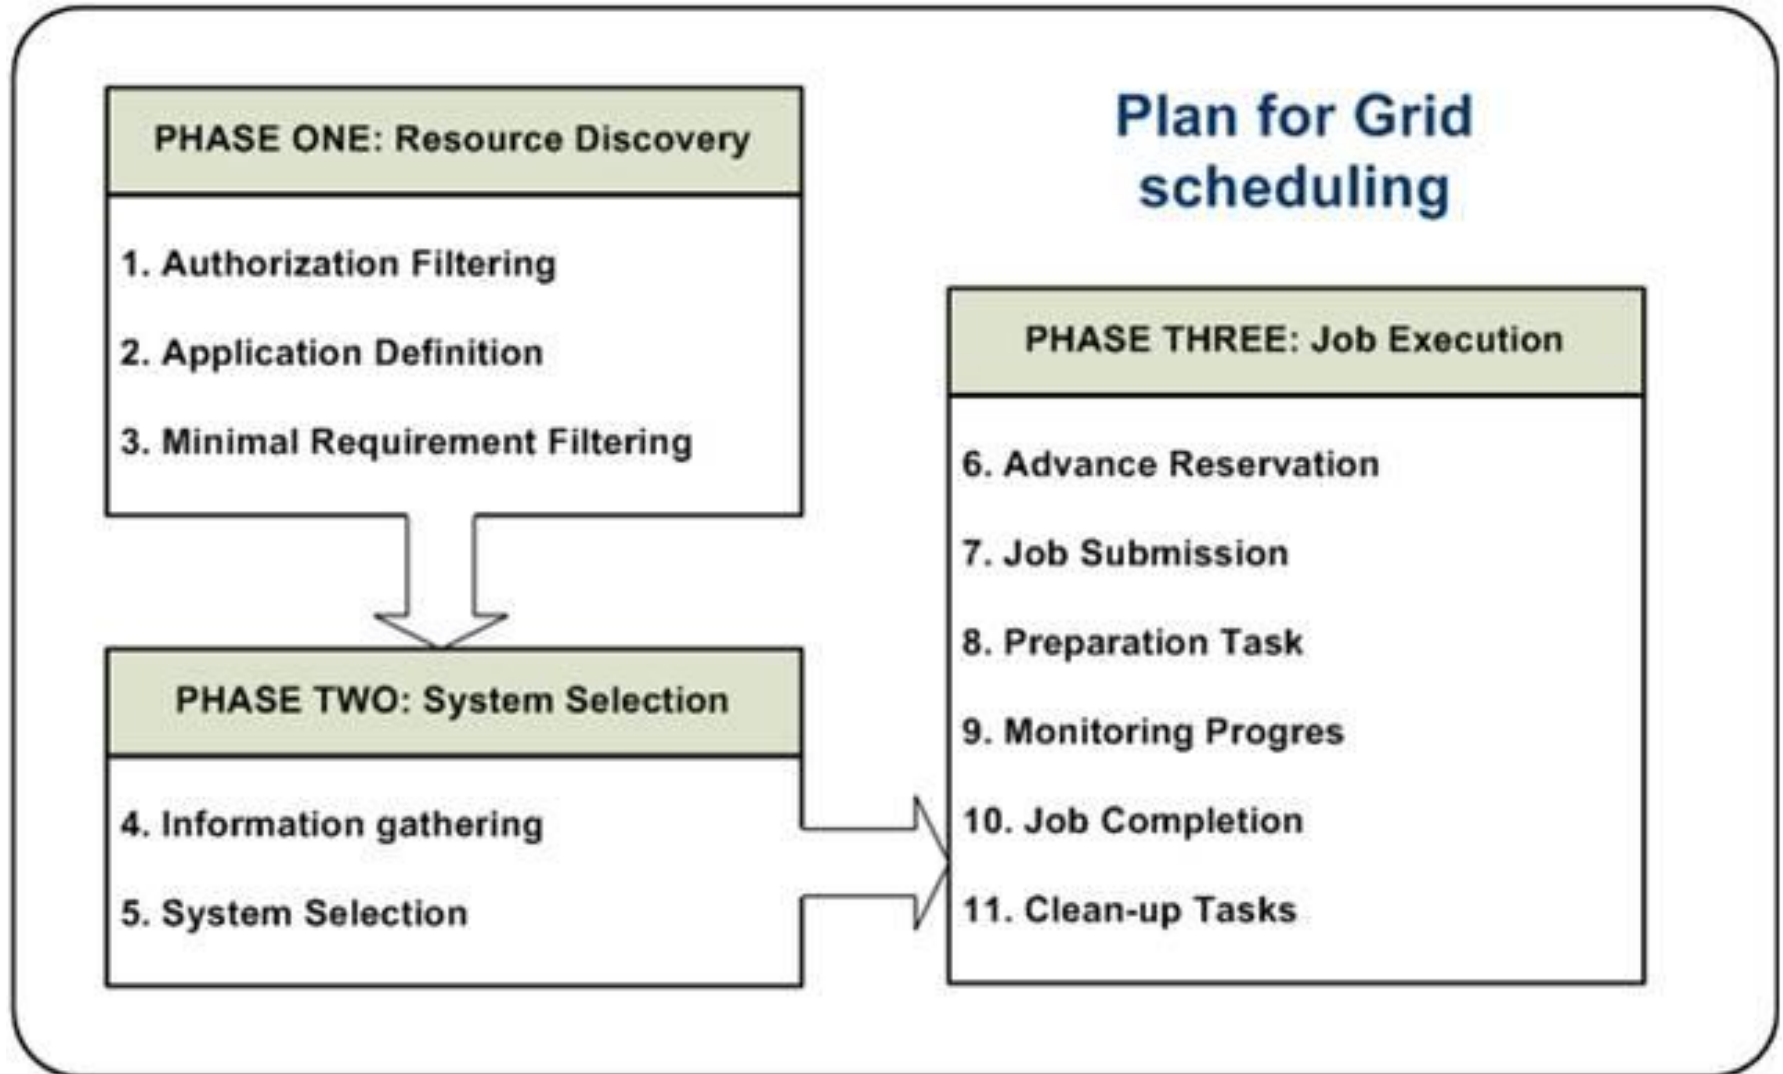 Plan for Grid
scheduling
PHASE ONE: Resource Discovery
1. Authorization Filtering
2. Application Definition
3. Minimal Requirement Filtering
PHASE TWO: System Selection
4. Information gathering
5. System Selection
PHASE THREE: Job Execution
6. Advance Reservation
7. Job Submission
8. Preparation Task
9. Monitoring Progres
10. Job Completion
11. Clean-up Tasks